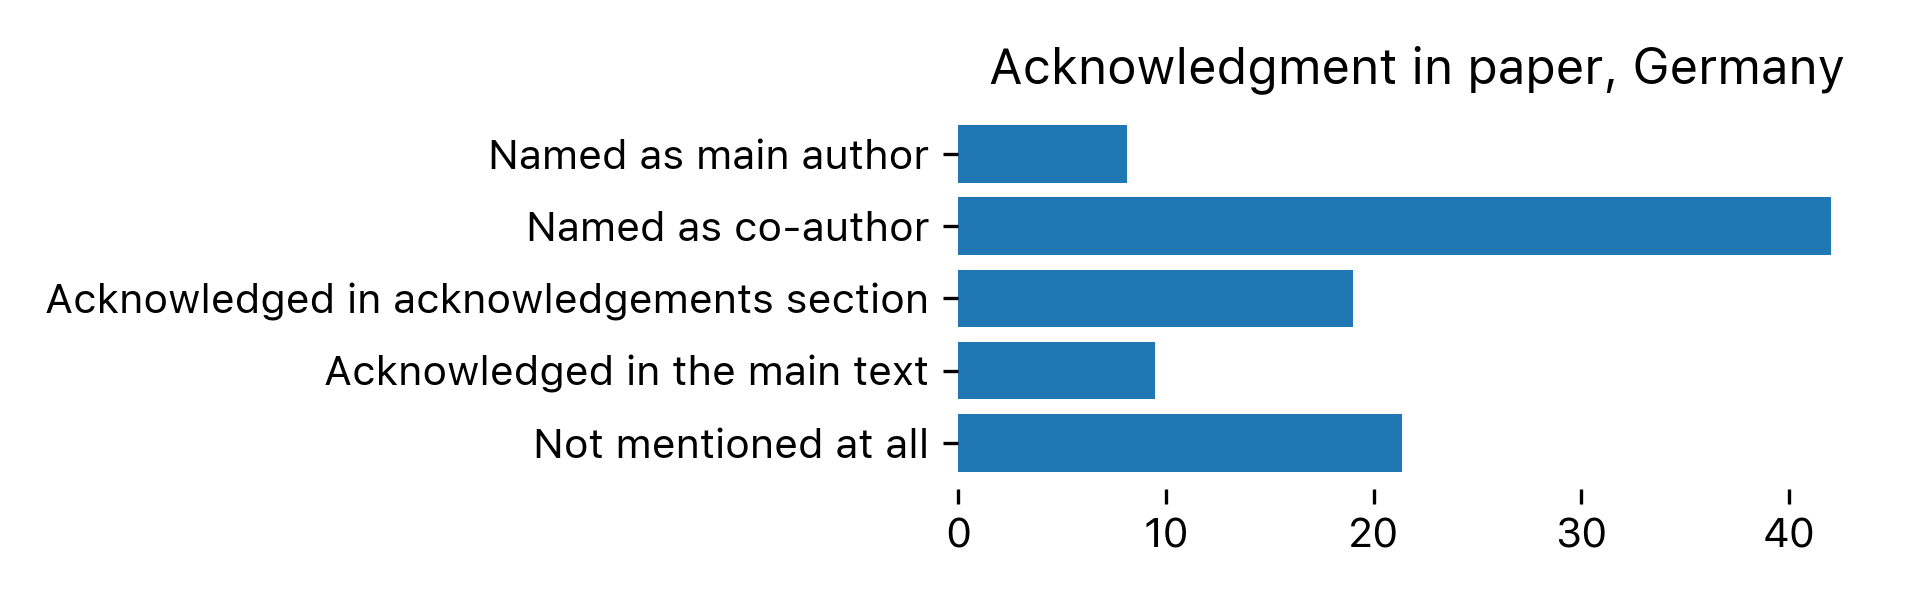 Acknowledgment in paper, Germany
Named as main author
Named as co-author
Acknowledged in acknowledgements section
Acknowledged in the main text
Not mentioned at all
0 10 20 30 40